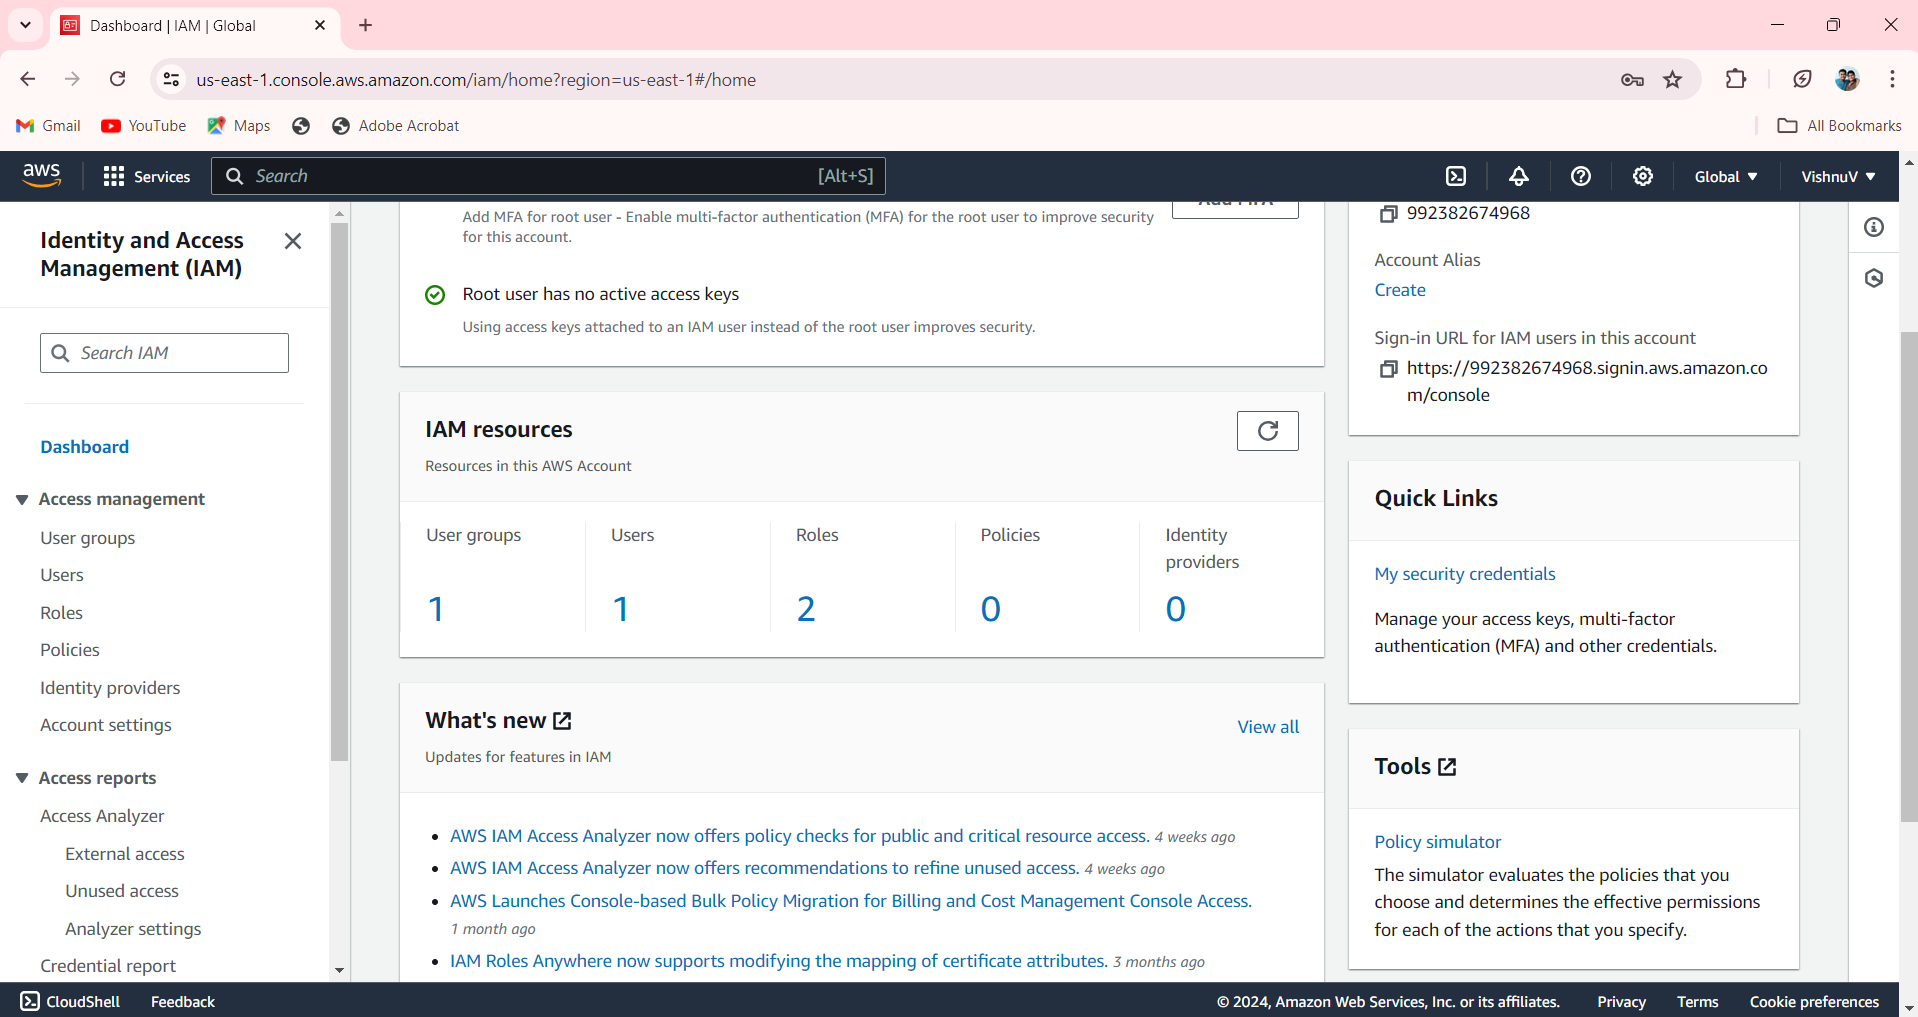 Dashboard | IAM | Global
us-east-1.console.aws.amazon.com/iam/home?region=us-east-1#/home
Gmail
YouTube
Maps
Adobe Acrobat
All Bookmarks
aws
Services
Search
[Alt+S]
Global
VishnuV
Identity and Access
Management (IAM)
Search IAM
Dashboard
Access management
User groups
Users
Roles
Policies
Identity providers
Account settings
Access reports
Access Analyzer
External access
Unused access
Analyzer settings
Credential report
Add MFA for root user - Enable multi-factor authentication (MFA) for the root user to improve security
for this account.
Add MFA
Root user has no active access keys
Using access keys attached to an IAM user instead of the root user improves security.
IAM resources
Resources in this AWS Account
User groups
1
Users
1
Roles
2
Policies
0
Identity
providers
0
What's new
View all
Updates for features in IAM
AWS IAM Access Analyzer now offers policy checks for public and critical resource access. 4 weeks ago
AWS IAM Access Analyzer now offers recommendations to refine unused access. 4 weeks ago
AWS Launches Console-based Bulk Policy Migration for Billing and Cost Management Console Access.
1 month ago
IAM Roles Anywhere now supports modifying the mapping of certificate attributes. 3 months ago
992382674968
Account Alias
Create
Sign-in URL for IAM users in this account
https://992382674968.signin.aws.amazon.co
m/console
Quick Links
My security credentials
Manage your access keys, multi-factor
authentication (MFA) and other credentials.
Tools
Policy simulator
The simulator evaluates the policies that you
choose and determines the effective permissions
for each of the actions that you specify.
CloudShell
Feedback
© 2024, Amazon Web Services, Inc. or its affiliates.
Privacy
Terms
Cookie preferences